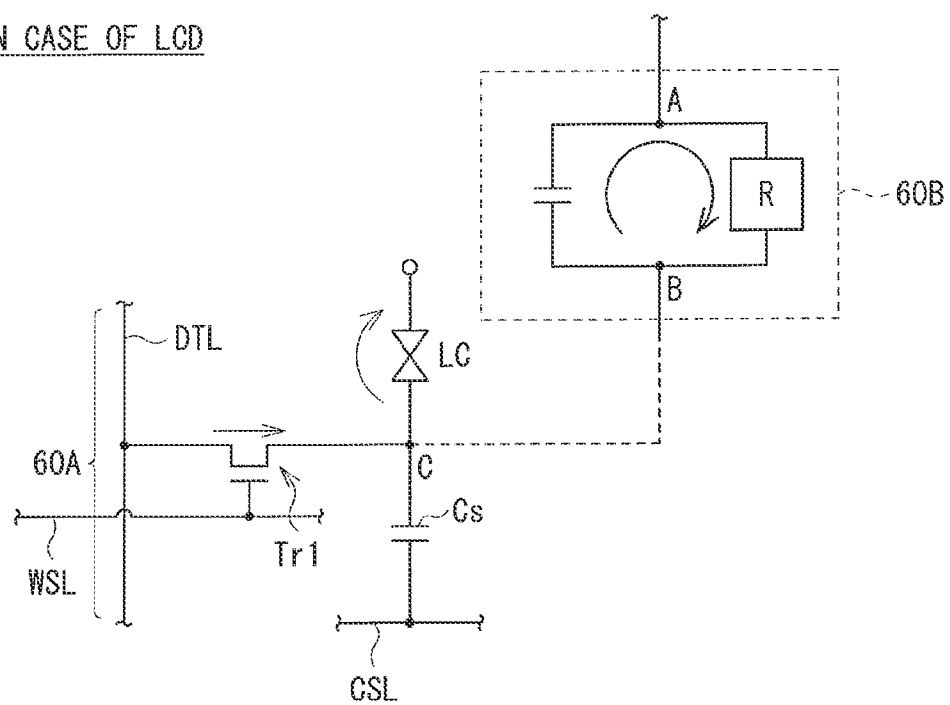 N CASE OF LCD
A
R
60B
B
DTL
LC
60A
C
Cs
Tr1
WSL
CSL